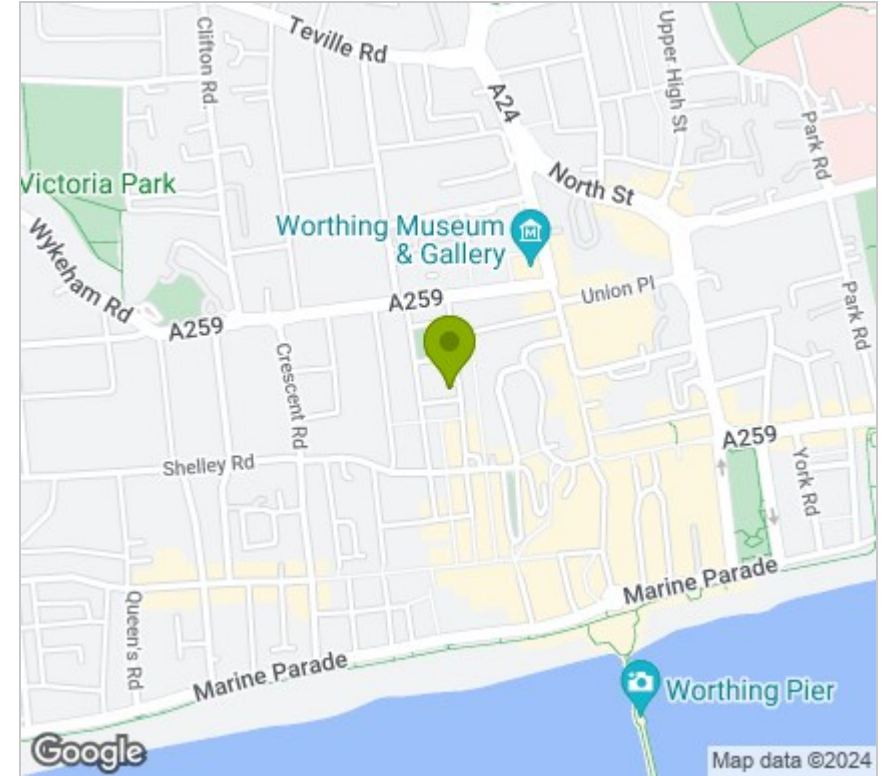 Clifton Rd.
Teville Rd
A24
Upper High St
Park Rd
Victoria Park
North St
Worthing Museum
& Gallery
M
Wykeham Rd
A259
A259
Union Pl
Park Rd
Crescent Rd
A259
Shelley Rd
York Rd
Queen's Rd
Marine Parade
Marine Parade
Worthing Pier
Google
Map data ©2024